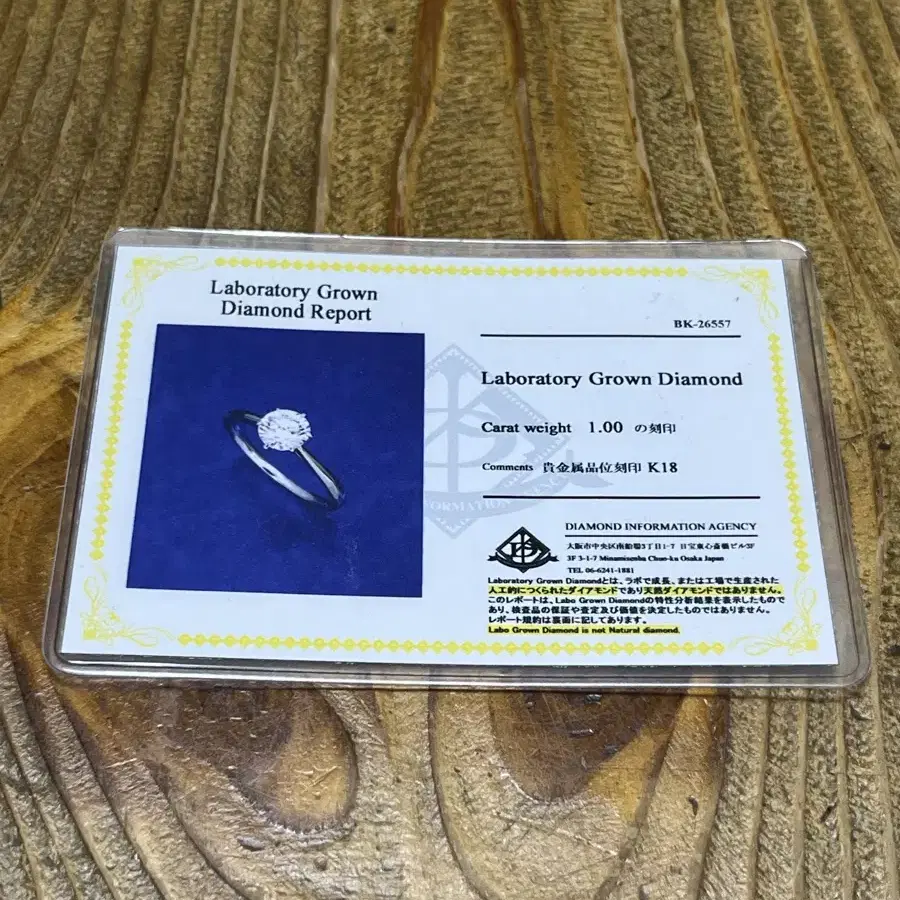 Laboratory Grown
Diamond Report
BK-26557
Laboratory Grown Diamond
Carat weight 1.00 の刻印
Comments 貴金属品位刻印 K18
DIAMOND INFORMATION AGENCY
大阪市中央区南船場3丁目1-7 日宝東心斎橋ビル3F
3F 3-1-7 Minamisenba Chuo-ku Osaka Japan
TEL 06-6241-1881
Laboratory Grown Diamondとは、ラボで成長、または工場で生産された
人工的につくられたダイアモンドであり天然ダイアモンドではありません。
このレポートは、Labo Grown Diamondの特性分析結果を表示したもので
あり、検査品の保証や査定及び価値を決定したものではありません。
レポート規約は裏面に記してあります。
Labo Grown Diamond is not Natural diamond.